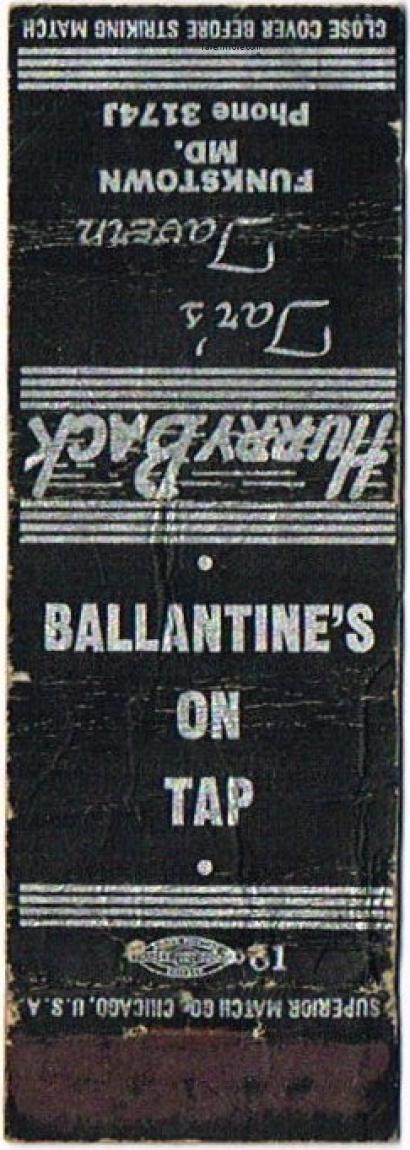 CLOSE COVER BEFORE STRIKING MATCH
Phone 3174J
MD.
FUNKSTOWN
Tavern
Tar's
HURRY BACK
BALLANTINE'S
ON
TAP
61
SUPERIOR MATCH CO., CHICAGO, U.S.A.